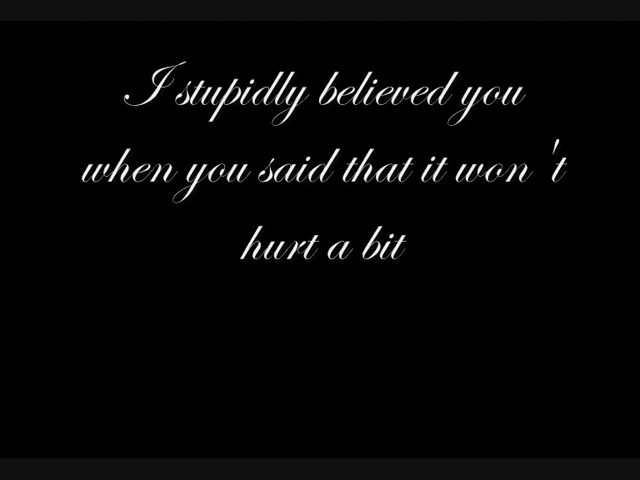 I stupidly believed you
when you said that it won 't
hurt a bit